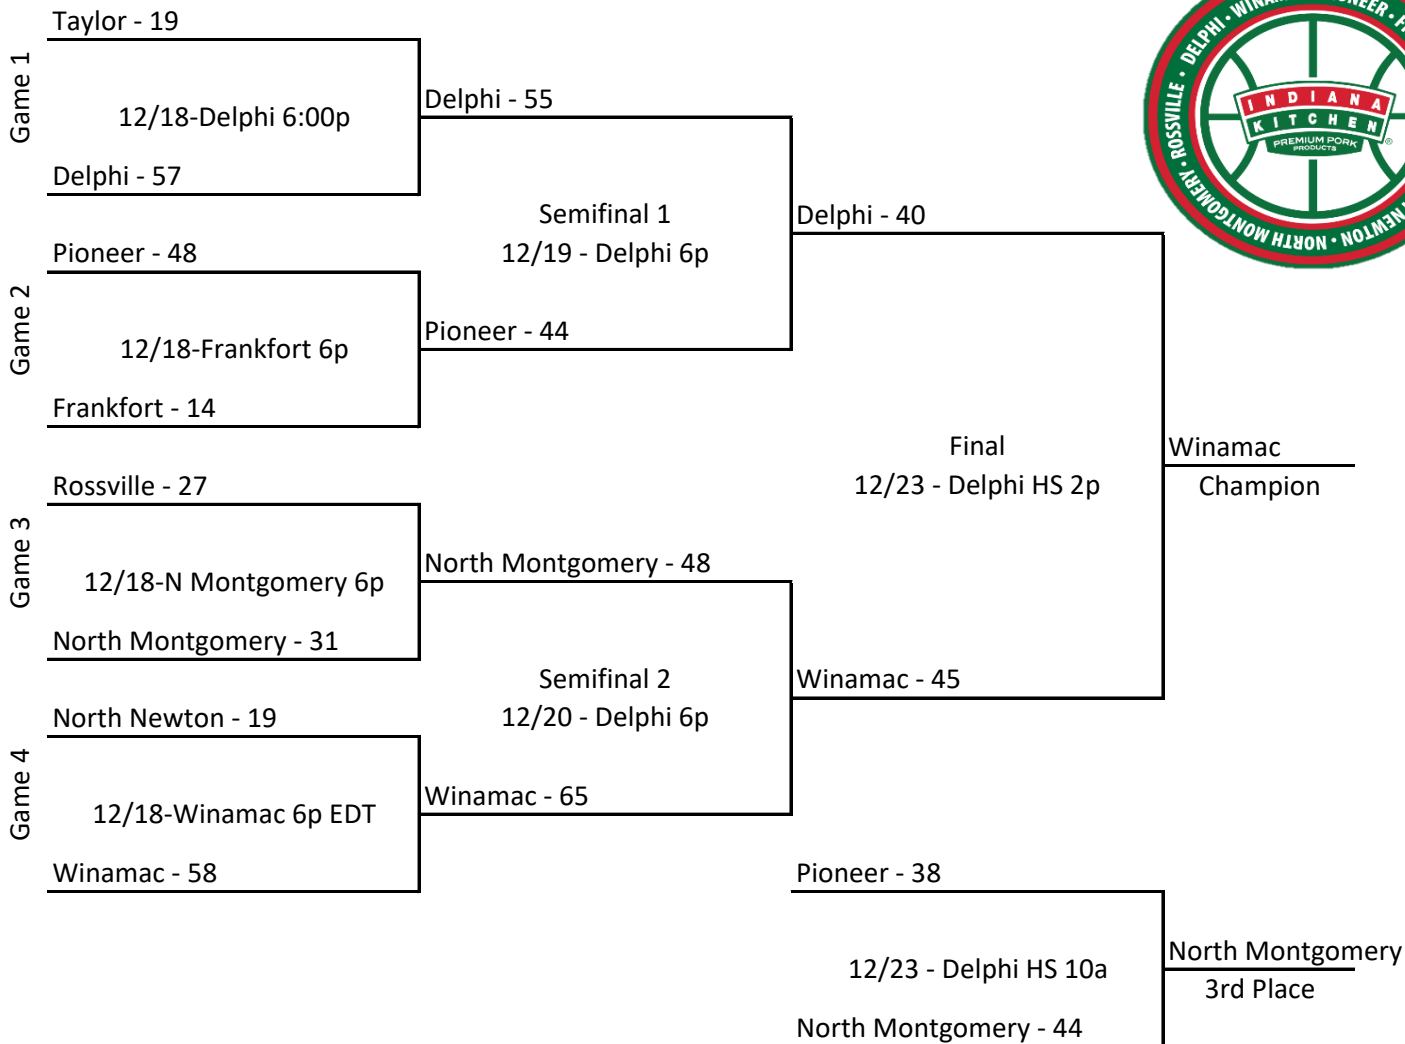 Taylor - 19
Game 1
12/18-Delphi 6:00p
Delphi - 57
Delphi - 55
Pioneer - 48
Game 2
12/18-Frankfort 6p
Frankfort - 14
Pioneer - 44
Semifinal 1
12/19 - Delphi 6p
Delphi - 40
Rossville - 27
Game 3
12/18-N Montgomery 6p
North Montgomery - 31
North Montgomery - 48
North Newton - 19
Game 4
12/18-Winamac 6p EDT
Winamac - 58
Winamac - 65
Semifinal 2
12/20 - Delphi 6p
Winamac - 45
Final
12/23 - Delphi HS 2p
Winamac
Champion
Pioneer - 38
12/23 - Delphi HS 10a
North Montgomery - 44
North Montgomery
3rd Place
NEWTON • NORTH MONTGOMERY • ROSSVILLE • DELPHI •
INDIANA
KITCHEN
®
PREMIUM PORK
PRODUCTS